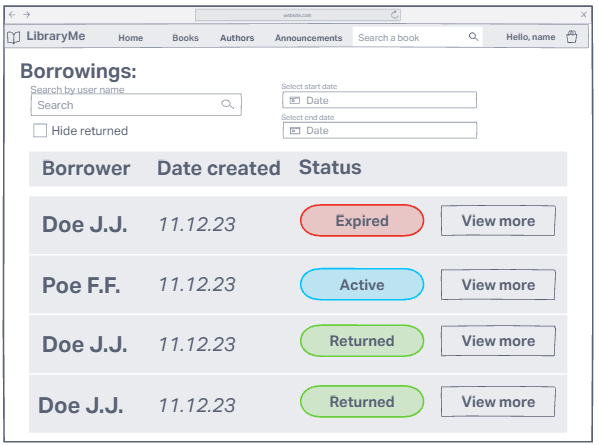 website.com
LibraryMe Home Books Authors Announcements Search a book Hello, name
Borrowings:
Search by user name
Search
Hide returned
Select start date
Date
Select end date
Date
Borrower Date created Status
Doe J.J. 11.12.23 Expired View more
Poe F.F. 11.12.23 Active View more
Doe J.J. 11.12.23 Returned View more
Doe J.J. 11.12.23 Returned View more